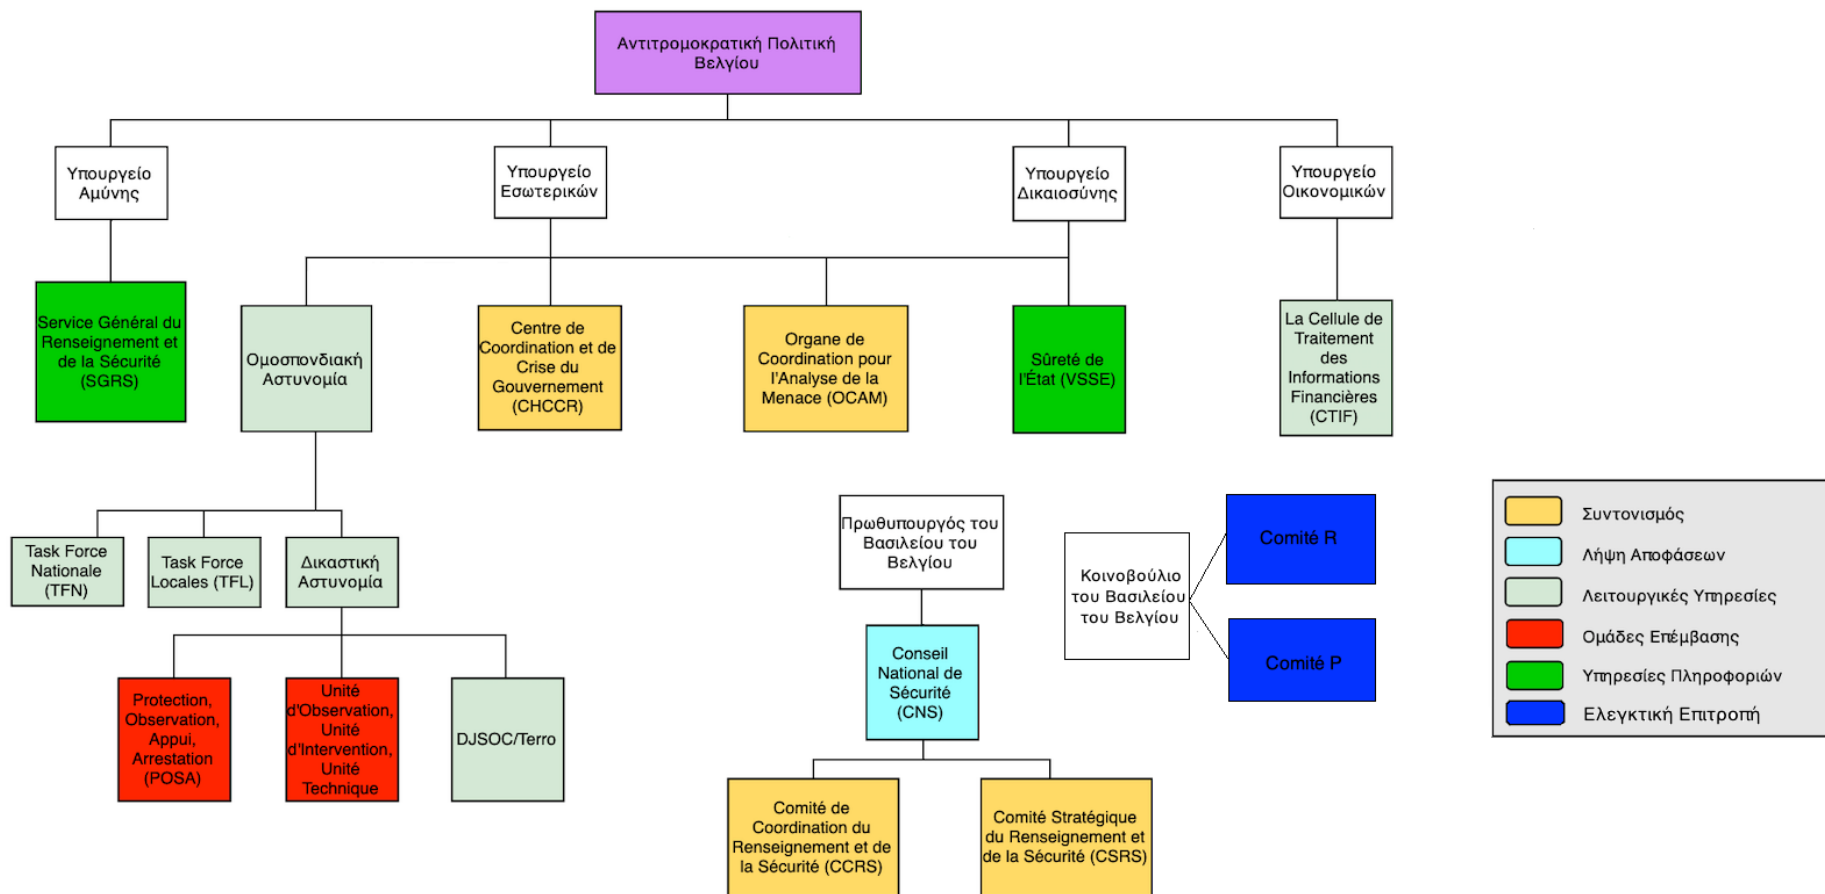 Αντιτρομοκρατική Πολιτική
Βελγίου
Υπουργείο
Αμύνης
Υπουργείο
Εσωτερικών
Υπουργείο
Δικαιοσύνης
Υπουργείο
Οικονομικών
Service Général du
Renseignement et
de la Sécurité
(SGRS)
Ομοσπονδιακή
Αστυνομία
Centre de
Coordination et de
Crise du
Gouvernement
(CHCCR)
Organe de
Coordination pour
l'Analyse de la
Menace (OCAM)
Sûreté de
l'État (VSSE)
La Cellule de
Traitement
des
Informations
Financières
(CTIF)
Task Force
Nationale
(TFN)
Task Force
Locales (TFL)
Δικαστική
Αστυνομία
Protection,
Observation,
Appui,
Arrestation
(POSA)
Unité
d'Observation,
Unité
d'Intervention,
Unité
Technique
DJSOC/Terro
Πρωθυπουργός του
Βασιλείου του
Βελγίου
Conseil
National de
Sécurité
(CNS)
Comité de
Coordination du
Renseignement et de
la Sécurité (CCRS)
Comité Stratégique
du Renseignement et
de la Sécurité (CSRS)
Κοινοβούλιο
του Βασιλείου
του Βελγίου
Comité R
Comité P
Συντονισμός
Λήψη Αποφάσεων
Λειτουργικές Υπηρεσίες
Ομάδες Επέμβασης
Υπηρεσίες Πληροφοριών
Ελεγκτική Επιτροπή